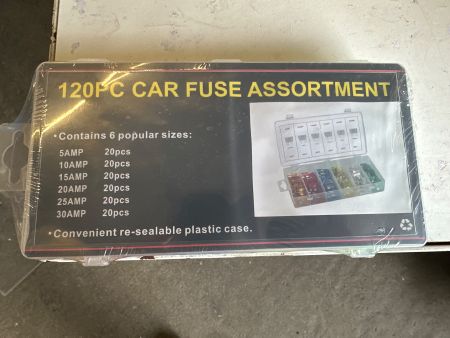 120PC CAR FUSE ASSORTMENT
•Contains 6 popular sizes:
5AMP 20pcs
10AMP 20pcs
15AMP 20pcs
20AMP 20pcs
25AMP 20pcs
30AMP 20pcs
•Convenient re-sealable plastic case.